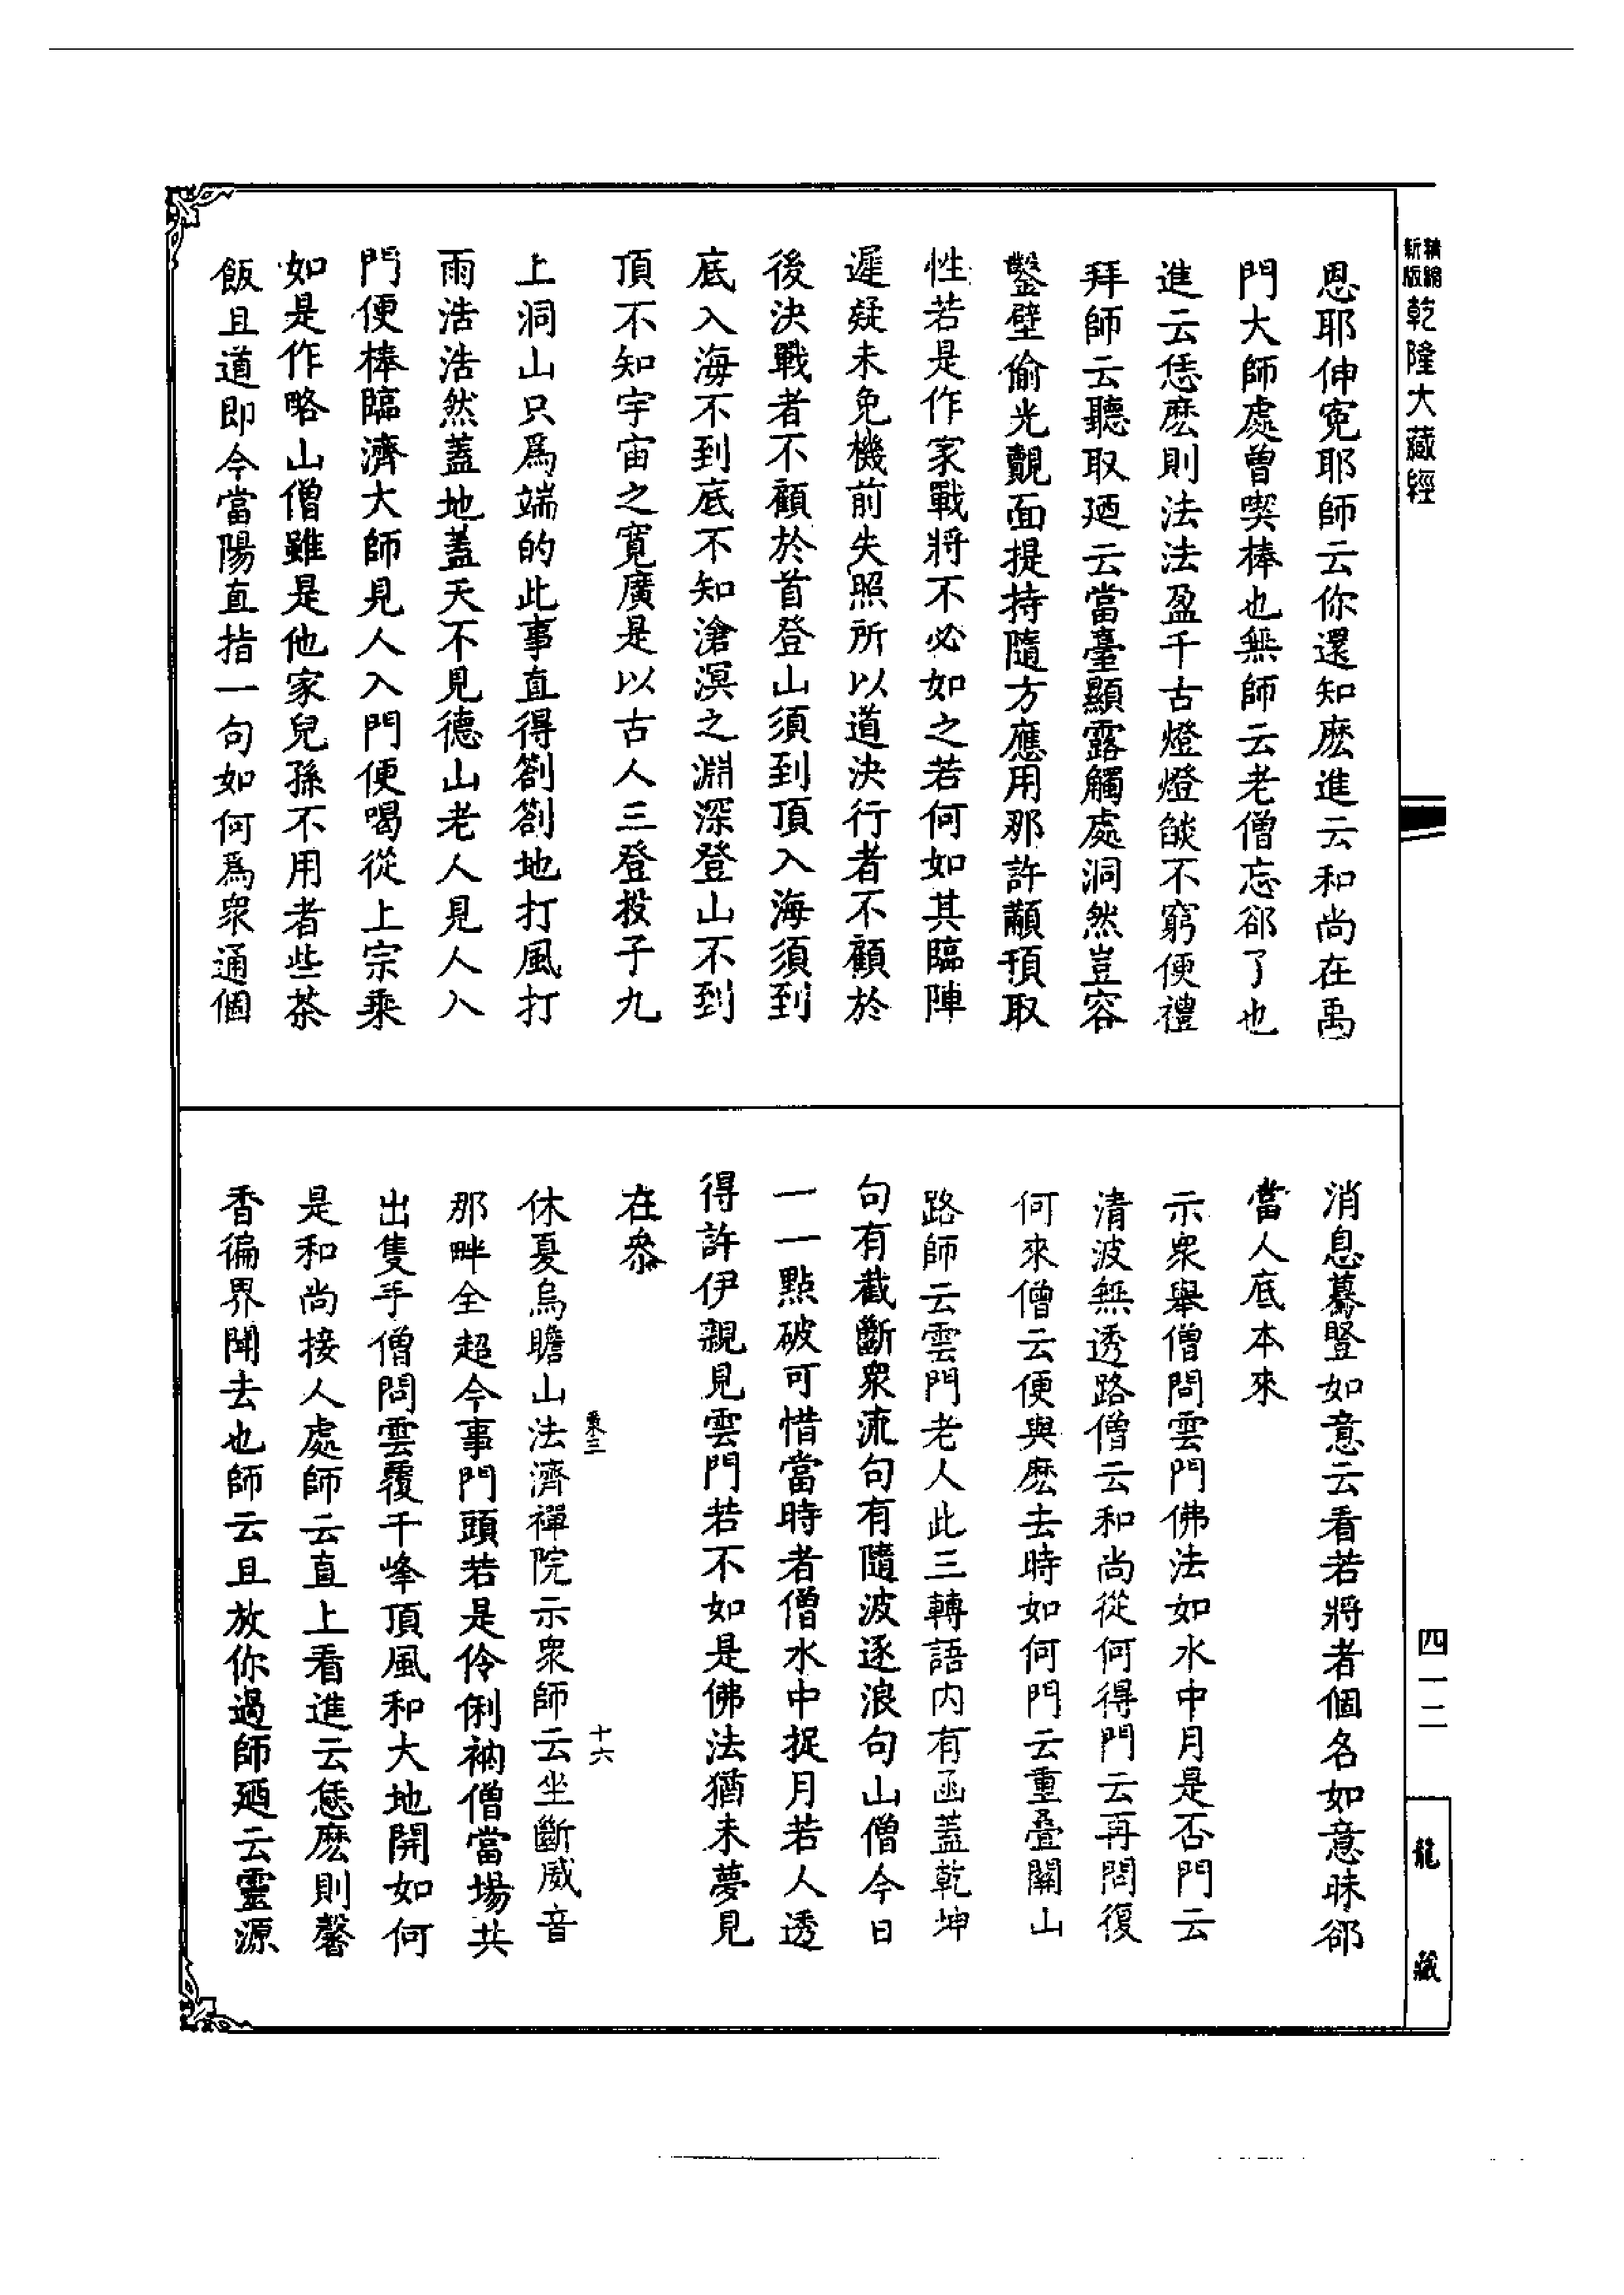 精縮
新版
乾隆大藏經
恩耶伸冤耶師云你還知麽進云和尚在禹
門大師處曾喫棒也無師云老僧忘郤了也
進云恁麽則法法盈千古燈燈燄不窮便禮
拜師云聽取廼云當臺顯露觸處洞然豈容
鑿壁偷光覿面提持隨方應用那許顢頇取
性若是作家戰將不必如之若何如其臨陣
遲疑未免機前失照所以道決行者不顧於
後決戰者不顧於首登山須到頂入海須到
底入海不到底不知滄溟之淵深登山不到
頂不知宇宙之寬廣是以古人三登投子九
上洞山只爲端的此事直得劄劄地打風打
雨浩浩然蓋地蓋天不見德山老人見人入
門便棒臨濟大師見人入門便喝從上宗乘
如是作略山僧雖是他家兒孫不用者些茶
飯且道即今當陽直指一句如何爲衆通個
消息驀豎如意云看若將者個名如意昧郤
當人底本來
示衆舉僧問雲門佛法如水中月是否門云
清波無透路僧云和尚從何得門云再問復
何來僧云便與麽去時如何門云重疊關山
路師云雲門老人此三轉語內有函蓋乾坤
句有截斷衆流句有隨波逐浪句山僧今日
一一點破可惜當時者僧水中捉月若人透
得許伊親見雲門若不如是佛法猶未夢見
在叅
乘三
十六
休夏烏瞻山法濟禪院示衆師云坐斷威音
那畔全超今事門頭若是伶俐衲僧當場共
出隻手僧問雲覆千峰頂風和大地開如何
是和尚接人處師云直上看進云恁麽則馨
香徧界聞去也師云且放你過師廼云靈源
四一二
龍
藏